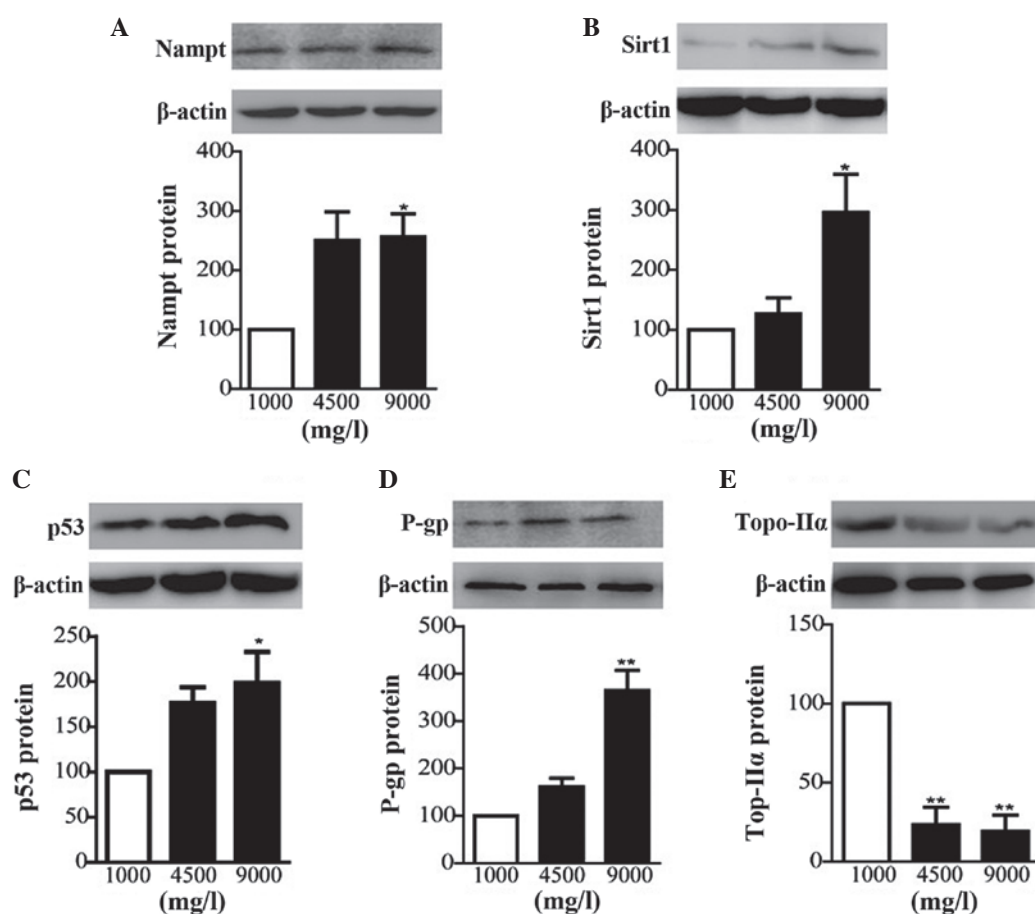 A
Nampt
β-actin
400
300
200
100
0
Nampt protein
1000 4500 9000
(mg/l)
B
Sirt1
β-actin
400
*
300
200
100
0
Sirt1 protein
1000 4500 9000
(mg/l)
*
C
p53
β-actin
250
200
150
100
50
0
p53 protein
*
1000 4500 9000
(mg/l)
D
P-gp
β-actin
500
400
300
200
100
0
P-gp protein
**
1000 4500 9000
(mg/l)
E
Topo-IIα
β-actin
150
100
50
0
Top-IIα protein
** **
1000 4500 9000
(mg/l)